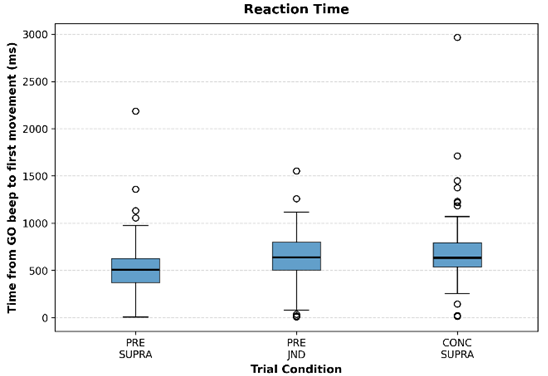 Reaction Time
Time from GO beep to first movement (ms)
3000
2500
2000
1500
1000
500
0
PRE
SUPRA
PRE
JND
CONC
SUPRA
Trial Condition